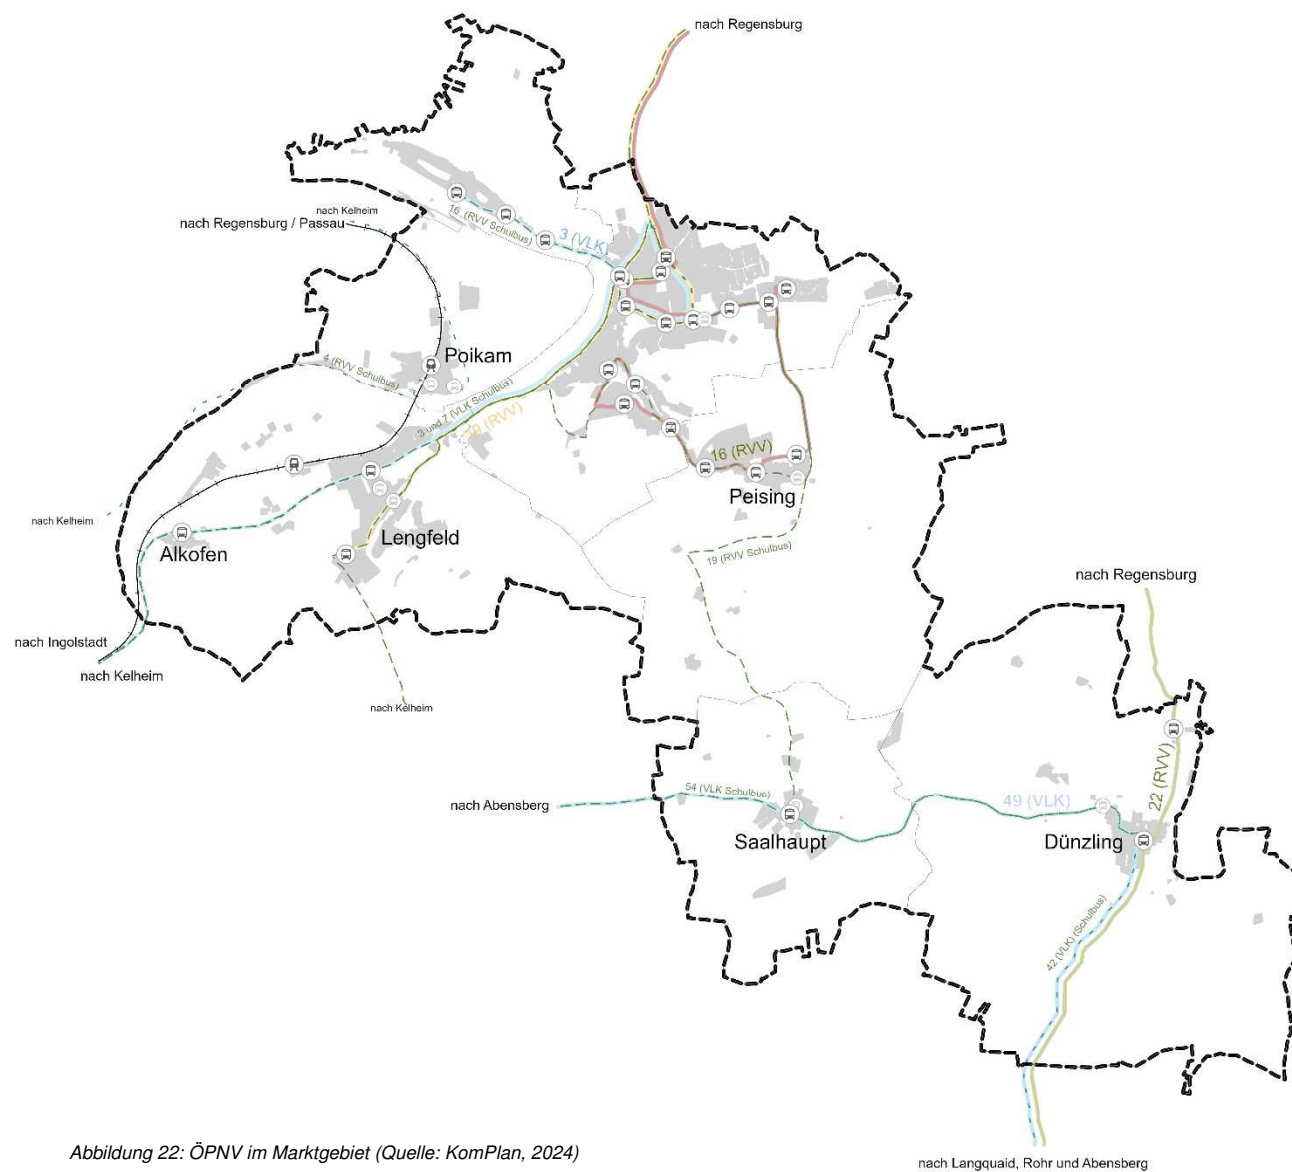 nach Regensburg
nach Kelheim
nach Regensburg / Passau
16 (RVV Schulbus)
3 (VLK)
Poikam
4 (RVV Schulbus)
3 und 7 (VLK Schulbus)
(RVV)
16 (RVV)
Peising
nach Kelheim
Alkofen
Lengfeld
19 (RVV Schulbus)
nach Regensburg
nach Ingolstadt
nach Kelheim
nach Kelheim
22 (RVV)
54 (VLK Schulbus)
nach Abensberg
49 (VLK)
Saalhaupt
Dünzling
42 (VLK) (Schulbus)
Abbildung 22: ÖPNV im Marktgebiet (Quelle: KomPlan, 2024)
nach Langquaid, Rohr und Abensberg